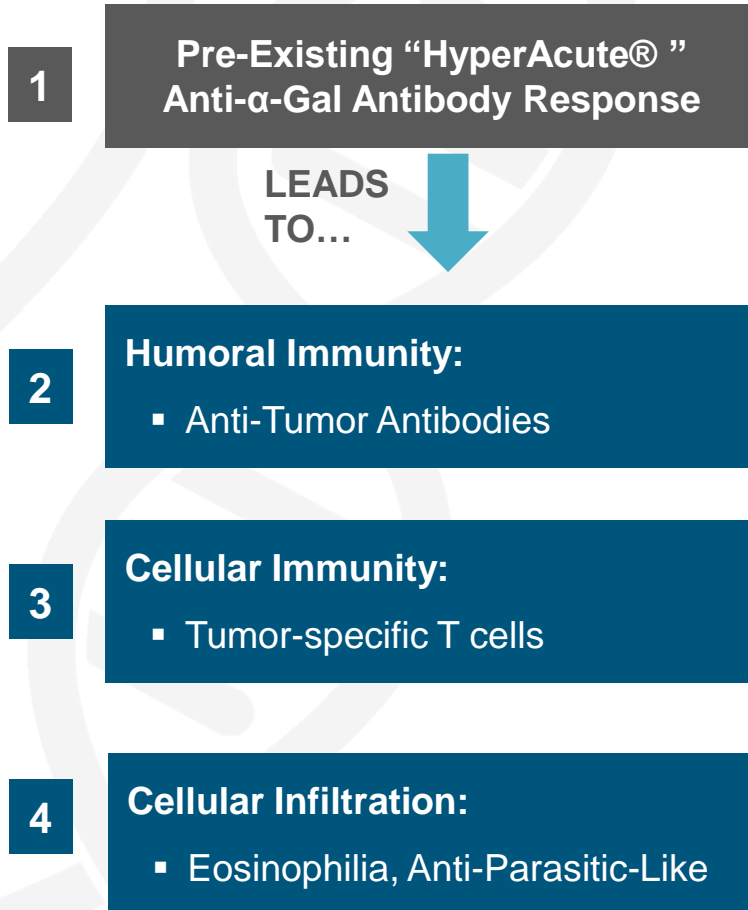 1
Pre-Existing “HyperAcute® ”
Anti-α-Gal Antibody Response
LEADS
TO…
2
Humoral Immunity:
▪ Anti-Tumor Antibodies
3
Cellular Immunity:
▪ Tumor-specific T cells
4
Cellular Infiltration:
▪ Eosinophilia, Anti-Parasitic-Like